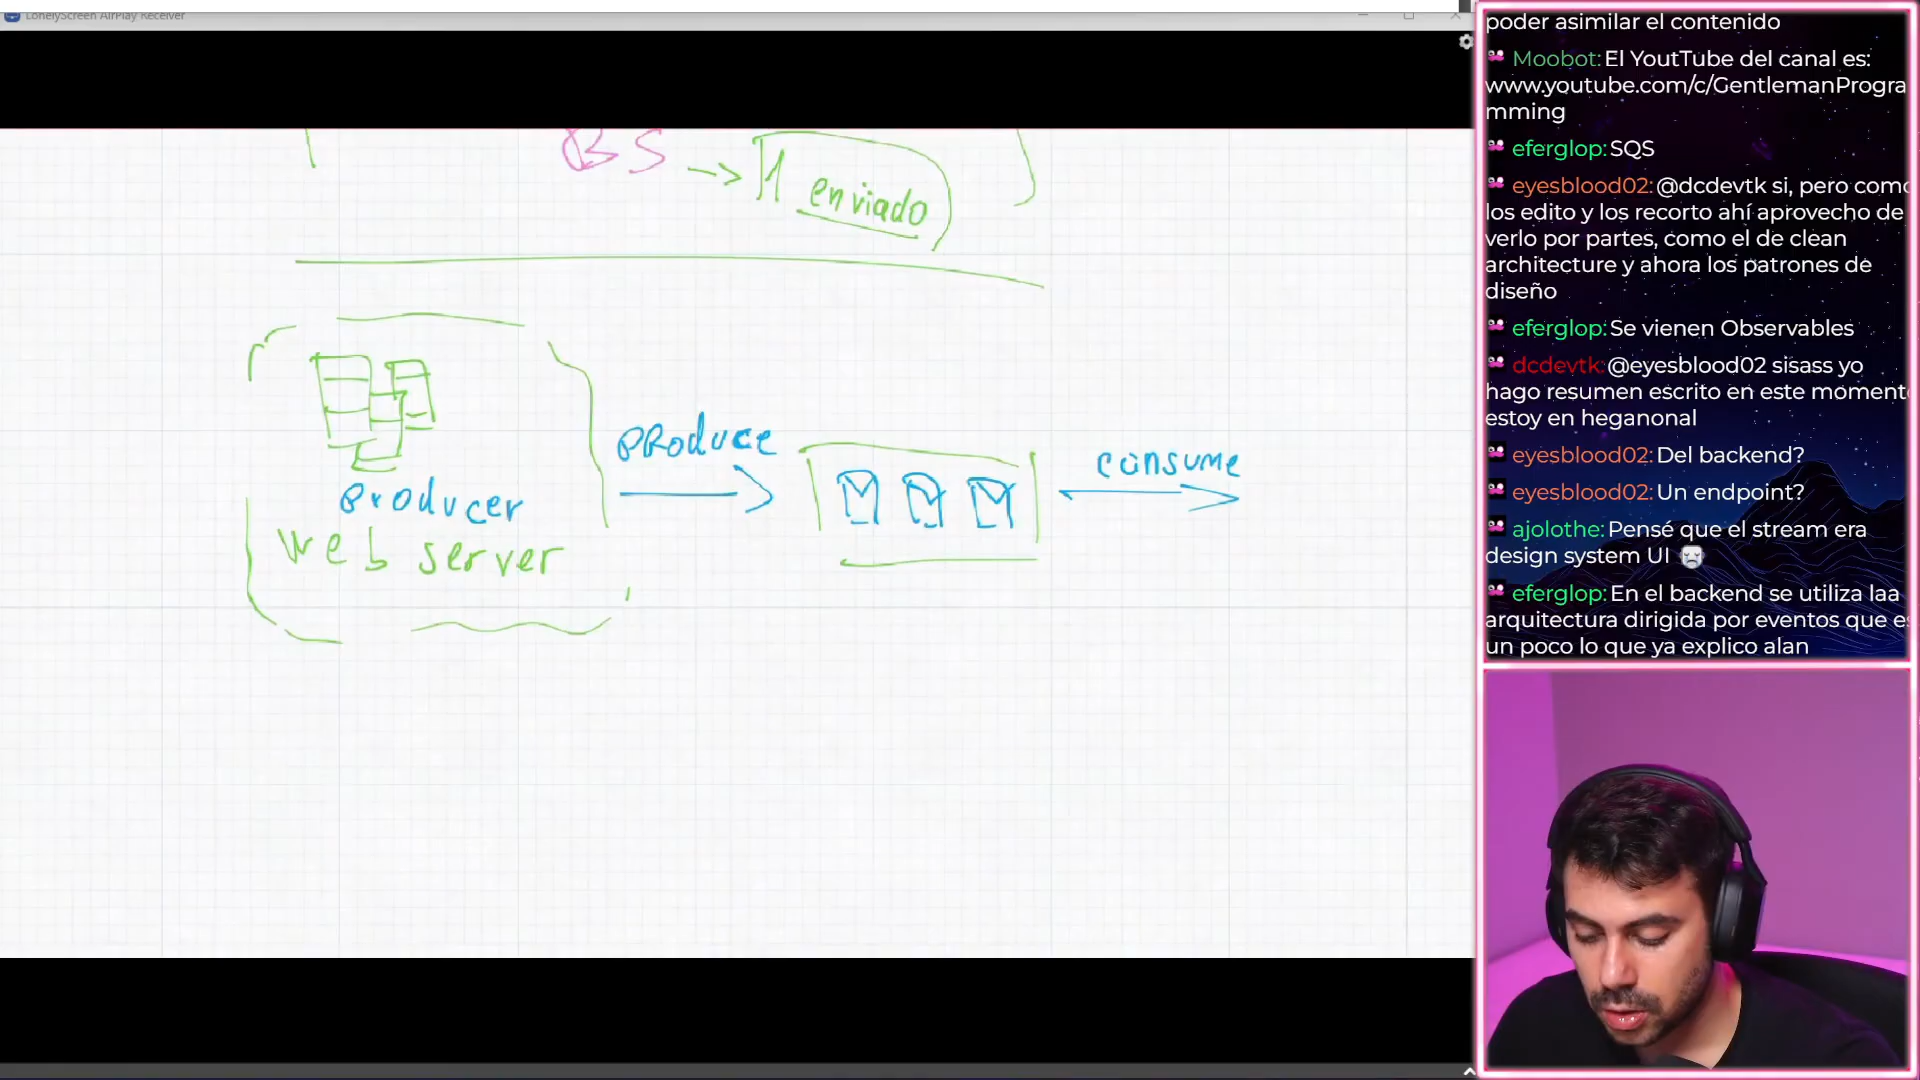 LonelyScreen AirPlay Receiver
BS
enviado
PRoduce
consume
Producer
web server
poder asimilar el contenido
Moobot: El YoutTube del canal es:
www.youtube.com/c/GentlemanProgra
mming
eferglop: SQS
eyesblood02: @dcdevtk si, pero como
los edito y los recorto ahí aprovecho de
verlo por partes, como el de clean
architecture y ahora los patrones de
diseño
eferglop: Se vienen Observables
dcdevtk: @eyesblood02 sisass yo
hago resumen escrito en este moment
estoy en heganonal
eyesblood02: Del backend?
eyesblood02: Un endpoint?
ajolothe: Pensé que el stream era
design system UI
eferglop: En el backend se utiliza laa
arquitectura dirigida por eventos que es
un poco lo que ya explico alan